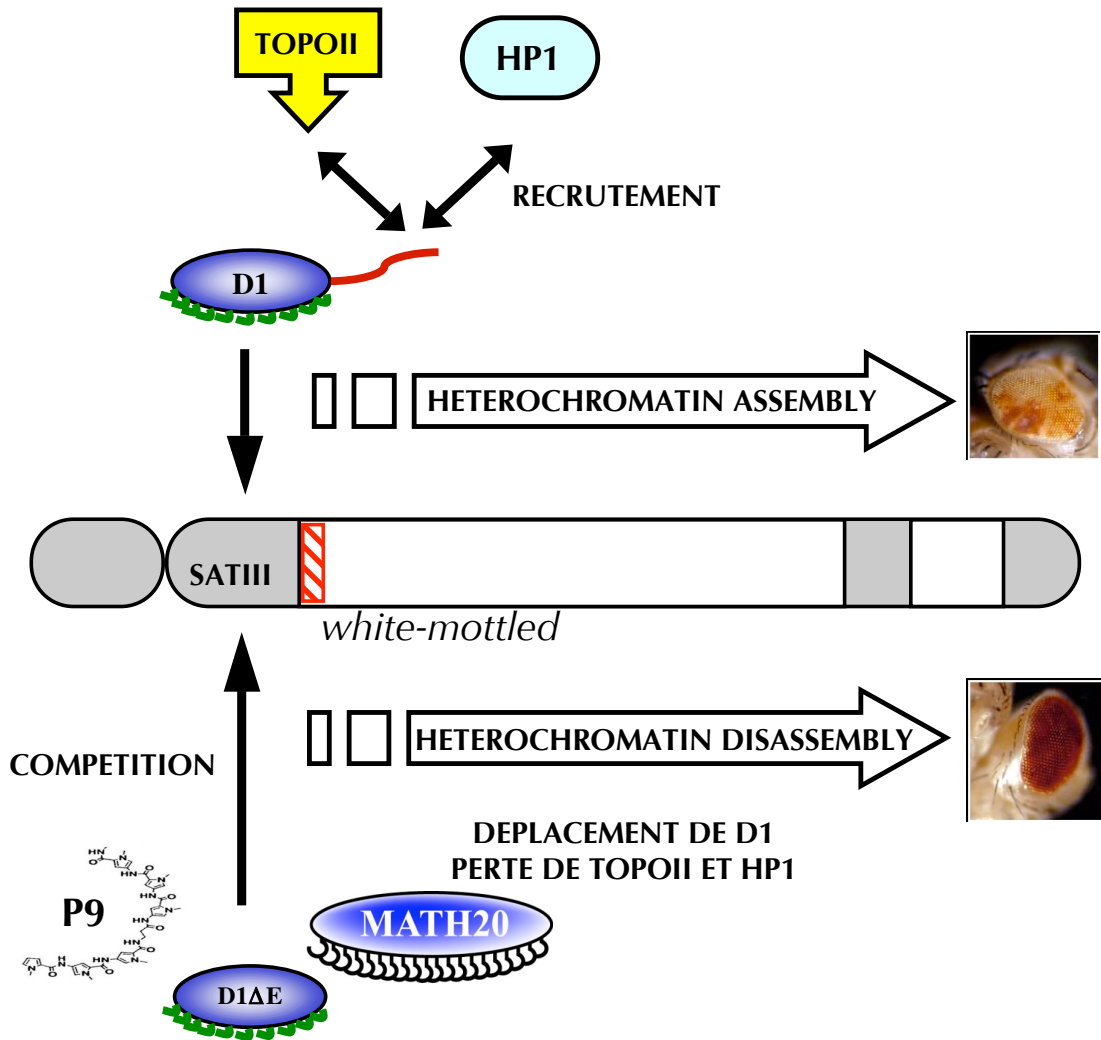 TOPOII
HP1
RECRUTEMENT
D1
HETEROCHROMATIN ASSEMBLY
SATIII
white-mottled
HETEROCHROMATIN DISASSEMBLY
COMPETITION
DEPLACEMENT DE D1
PERTE DE TOPOII ET HP1
P9
MATH20
D1ΔE